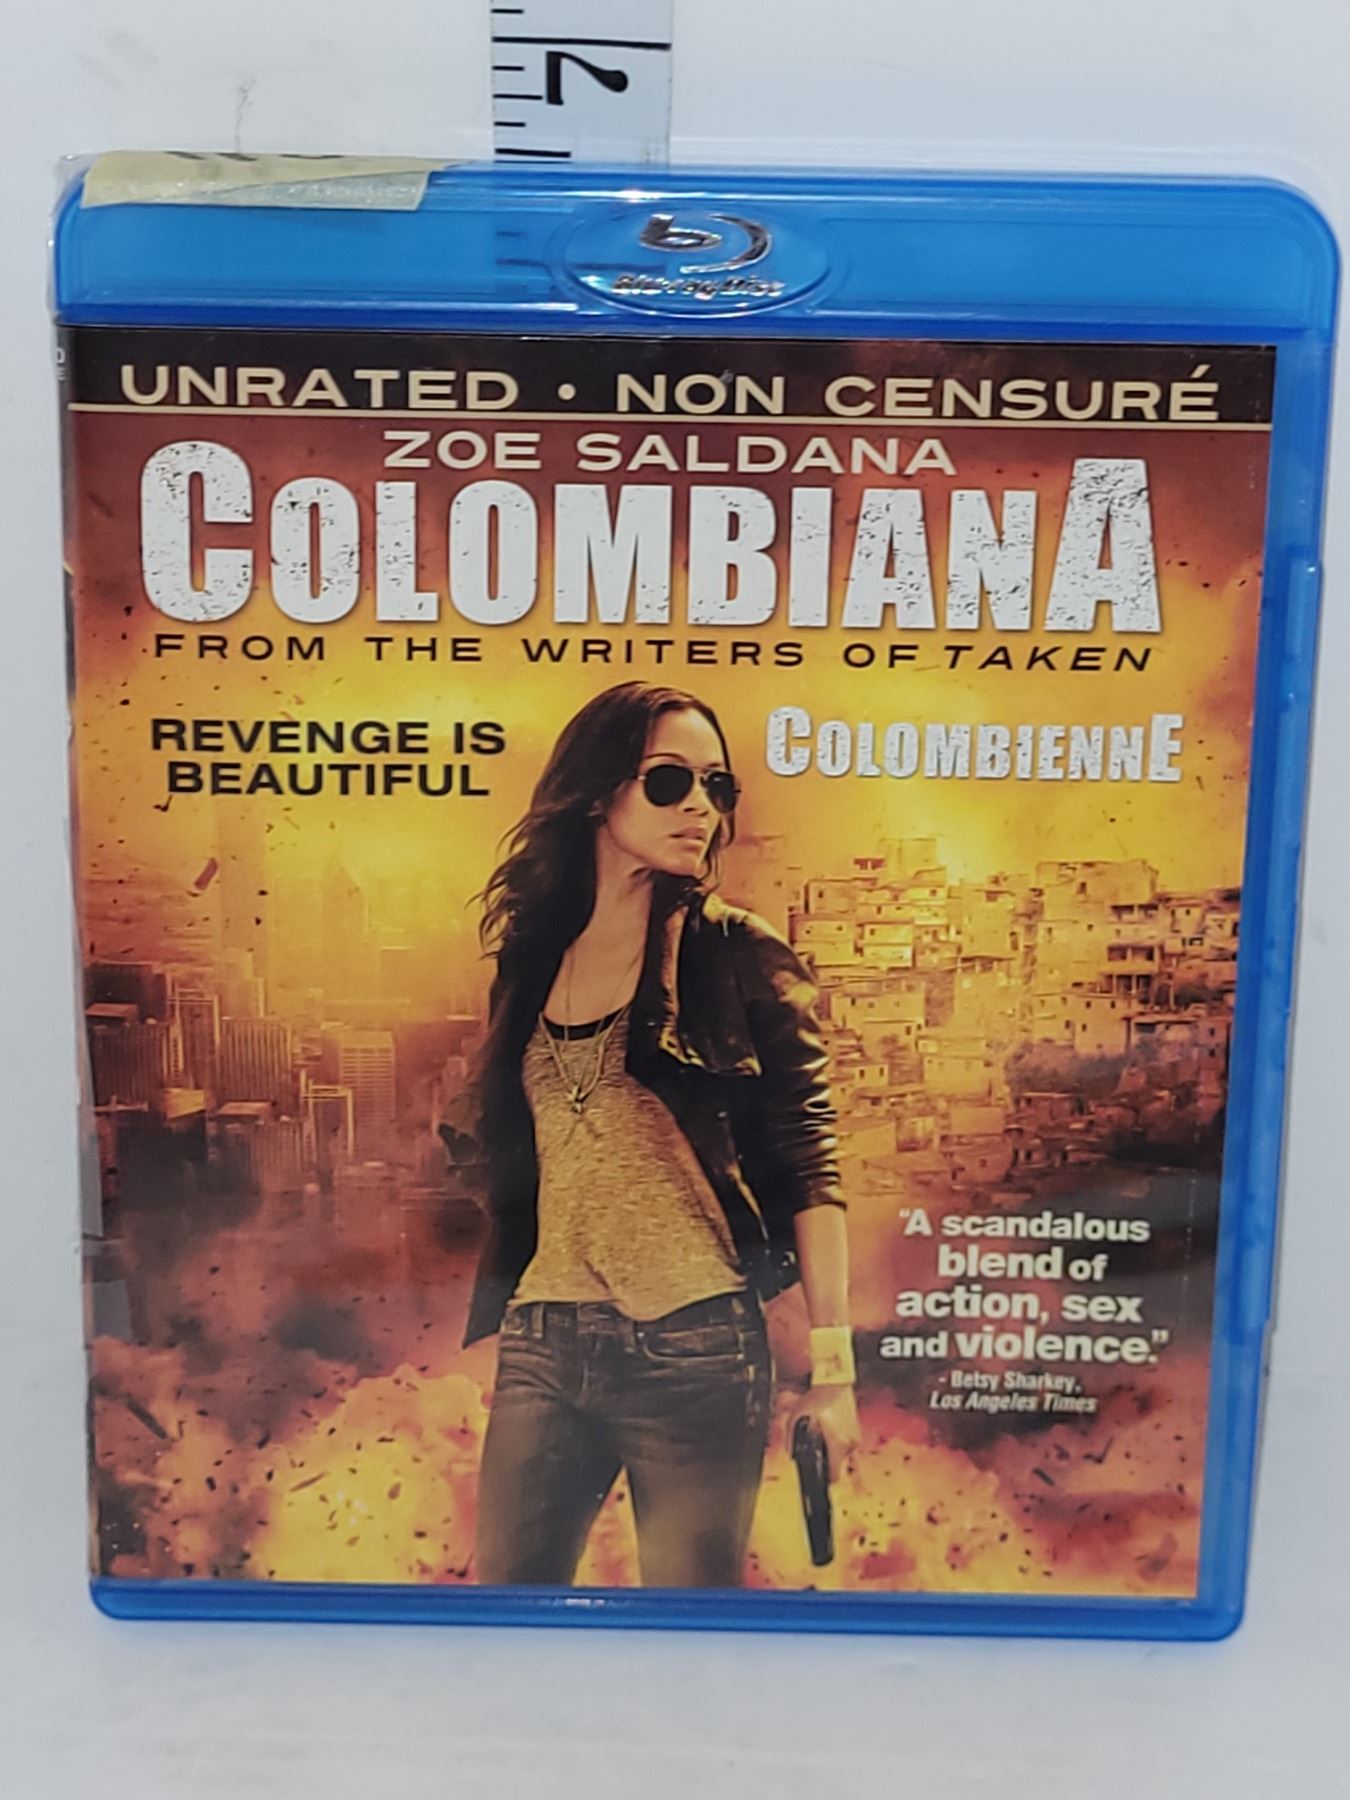 2
Blu-ray Disc
UNRATED • NON CENSURÉ
ZOE SALDANA
COLOMBIANA
FROM THE WRITERS OF TAKEN
REVENGE IS
BEAUTIFUL
COLOMBIENNE
“A scandalous
blend of
action, sex
and violence.”
- Betsy Sharkey,
Los Angeles Times